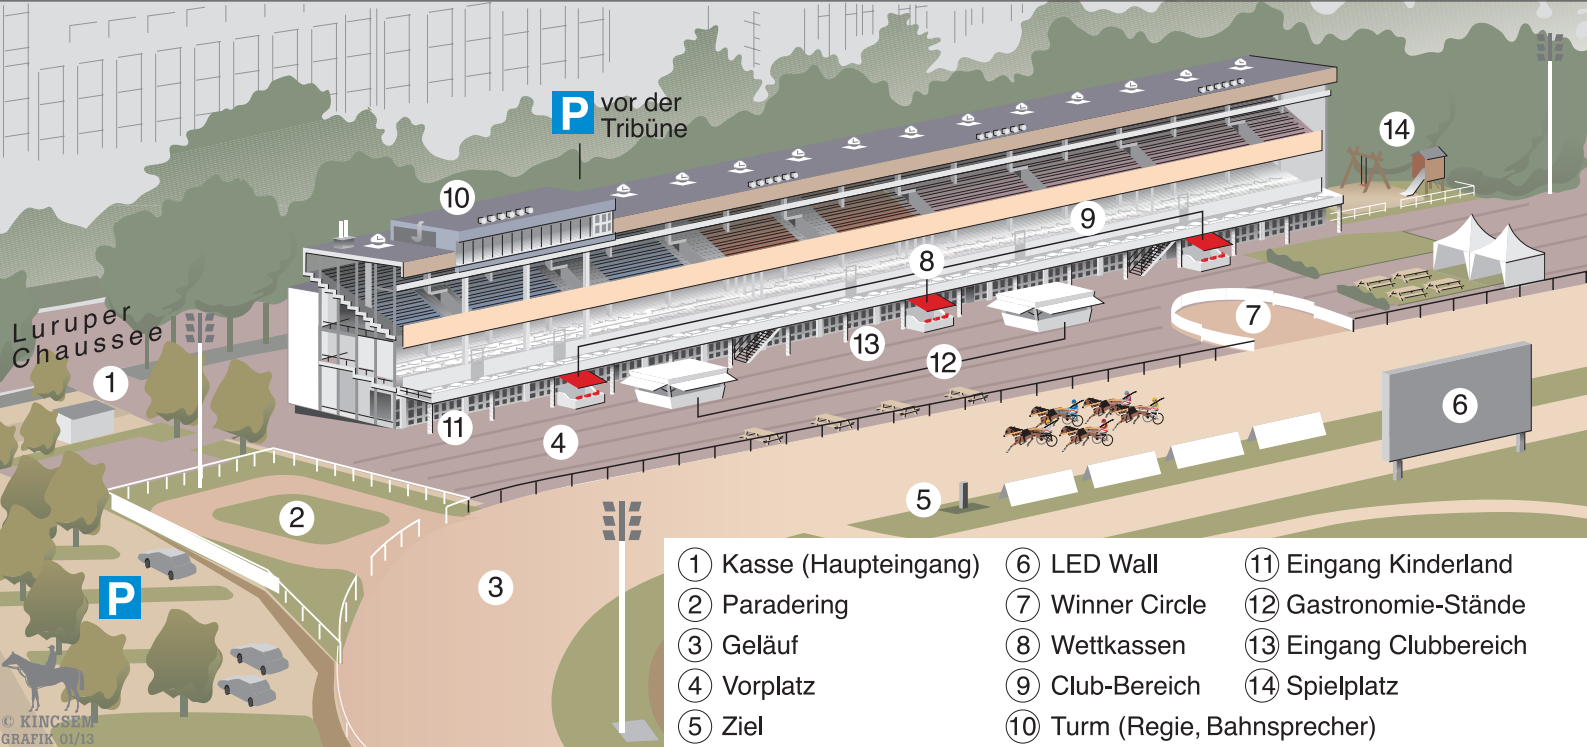 P vor der
Tribüne
14
10
9
8
Luruper
Chaussee
7
13
12
1
6
11
4
5
2
3
P
© KINCSEM
GRAFIK 01/13
1 Kasse (Haupteingang)
2 Paradering
3 Geläuf
4 Vorplatz
5 Ziel
6 LED Wall
7 Winner Circle
8 Wettkassen
9 Club-Bereich
10 Turm (Regie, Bahnsprecher)
11 Eingang Kinderland
12 Gastronomie-Stände
13 Eingang Clubbereich
14 Spielplatz